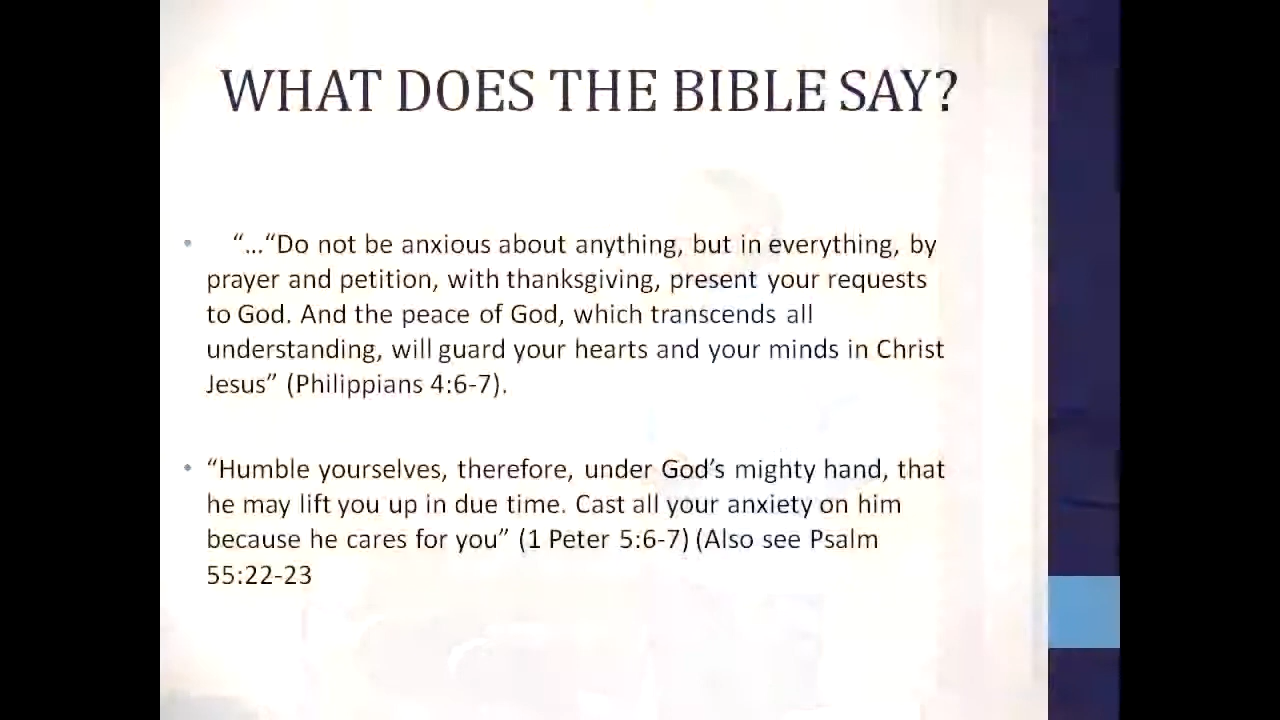 WHAT DOES THE BIBLE SAY?
• “…“Do not be anxious about anything, but in everything, by
prayer and petition, with thanksgiving, present your requests
to God. And the peace of God, which transcends all
understanding, will guard your hearts and your minds in Christ
Jesus” (Philippians 4:6-7).
• “Humble yourselves, therefore, under God’s mighty hand, that
he may lift you up in due time. Cast all your anxiety on him
because he cares for you” (1 Peter 5:6-7) (Also see Psalm
55:22-23